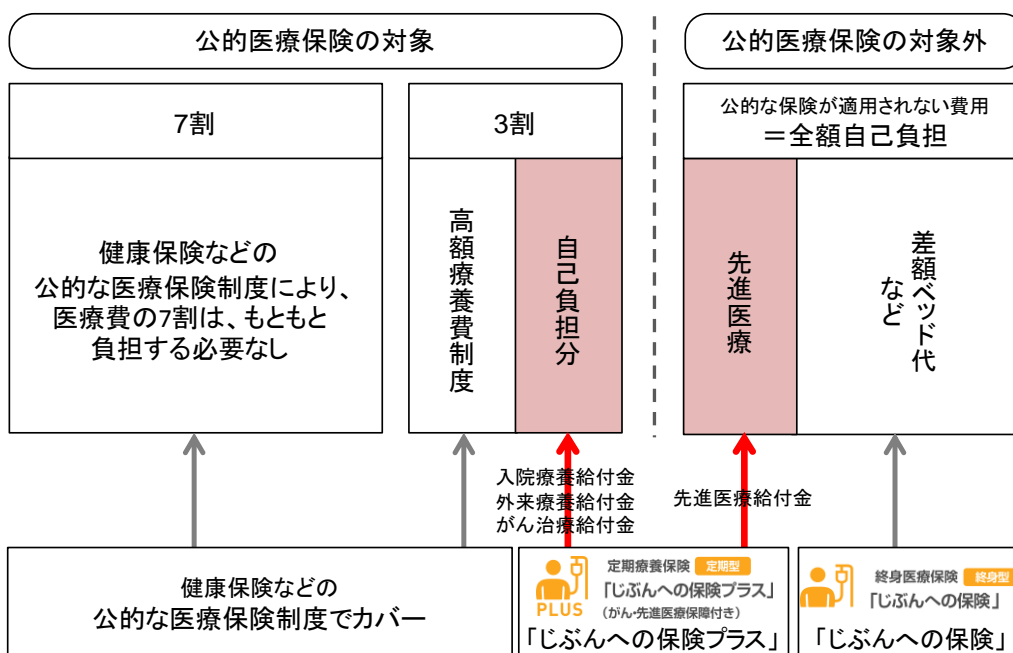 公的医療保険の対象
公的医療保険の対象外
7割
3割
公的な保険が適用されない費用
＝全額自己負担
健康保険などの
公的な医療保険制度により、
医療費の7割は、もともと
負担する必要なし
高額療養費制度
自己負担分
先進医療
差額ベッド代
など
入院療養給付金
外来療養給付金
がん治療給付金
先進医療給付金
健康保険などの
公的な医療保険制度でカバー
PLUS
定期療養保険 定期型
「じぶんへの保険プラス」
(がん・先進医療保障付き)
「じぶんへの保険プラス」
終身医療保険 終身型
「じぶんへの保険」
「じぶんへの保険」